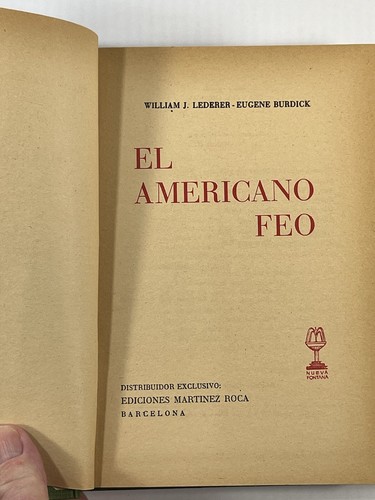 WILLIAM J. LEDERER - EUGENE BURDICK
EL
AMERICANO
FEO
NUEVA
FONTANA
DISTRIBUIDOR EXCLUSIVO:
EDICIONES MARTINEZ ROCA
BARCELONA